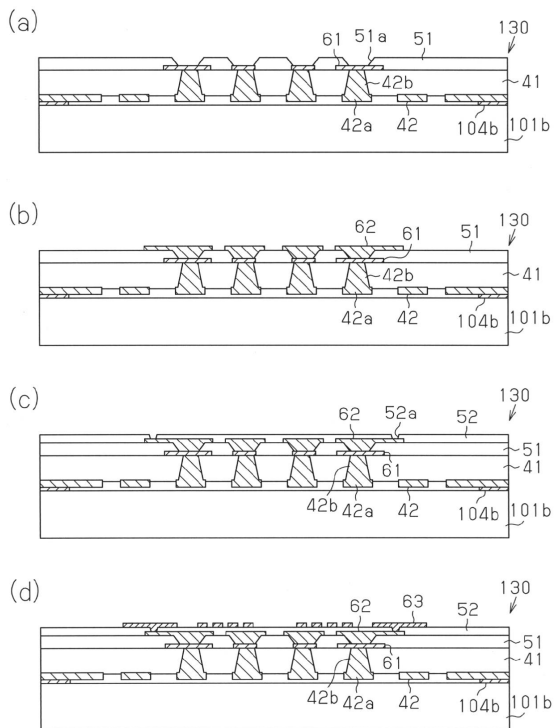 (a)
61 51a 51 130
42b 41
42a 42 104b 101b
(b)
62 61 51 130
42b 41
42a 42 104b 101b
(c)
62 52a 52 130
51
61 41
42b 42a 42 104b 101b
(d)
62 63 52 130
51
61 41
42b 42a 42 104b 101b